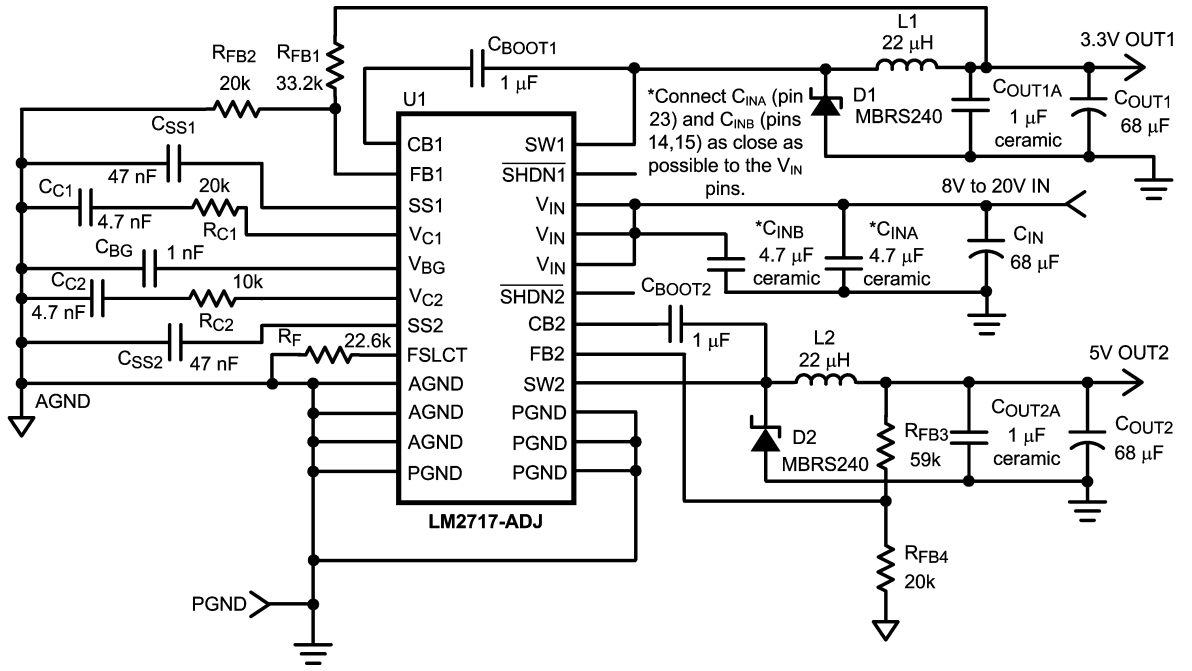 L1
22 µH
3.3V OUT1
RFB2
20k
RFB1
33.2k
CBOOT1
1 µF
U1
*Connect CINA (pin
23) and CINB (pins
14,15) as close as
possible to the VIN
pins.
D1
MBRS240
COUT1A
1 µF
ceramic
COUT1
68 µF
CSS1
47 nF
CC1
4.7 nF
20k
RC1
CBG
1 nF
CC2
4.7 nF
10k
RC2
CSS2
47 nF
RF
22.6k
AGND
CB1
FB1
SS1
VC1
VBG
VC2
SS2
FSLCT
AGND
AGND
AGND
PGND
SW1
SHDN1
VIN
VIN
VIN
SHDN2
CB2
FB2
SW2
PGND
PGND
PGND
LM2717-ADJ
8V to 20V IN
*CINB
4.7 µF
ceramic
*CINA
4.7 µF
ceramic
CIN
68 µF
CBOOT2
1 µF
L2
22 µH
5V OUT2
D2
MBRS240
RFB3
59k
COUT2A
1 µF
ceramic
COUT2
68 µF
RFB4
20k
PGND